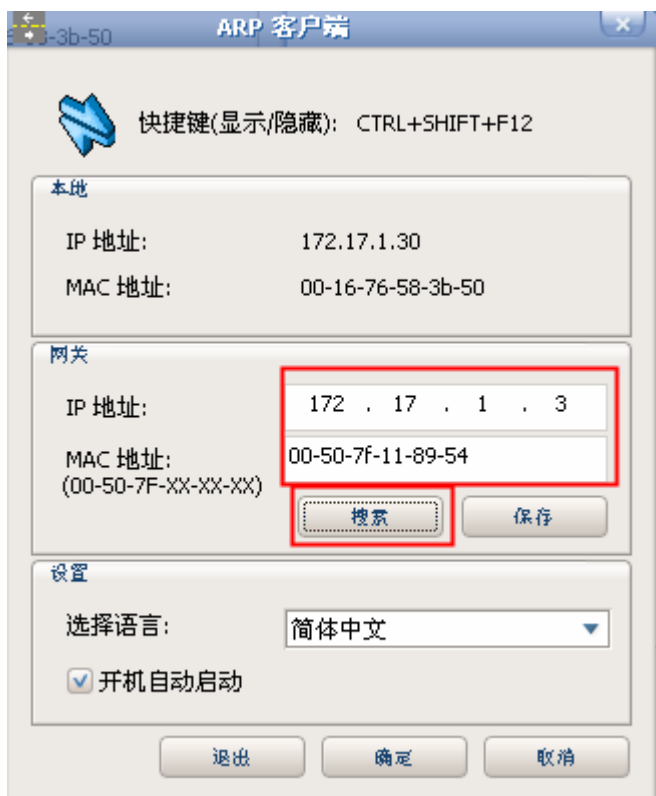 -3b-50
ARP 客户端
快捷键(显示/隐藏): CTRL+SHIFT+F12
本地
IP 地址: 172.17.1.30
MAC 地址: 00-16-76-58-3b-50
网关
IP 地址: 172 . 17 . 1 . 3
MAC 地址: 00-50-7f-11-89-54
(00-50-7F-XX-XX-XX)
搜索 保存
设置
选择语言: 简体中文
开机自动启动
退出 确定 取消